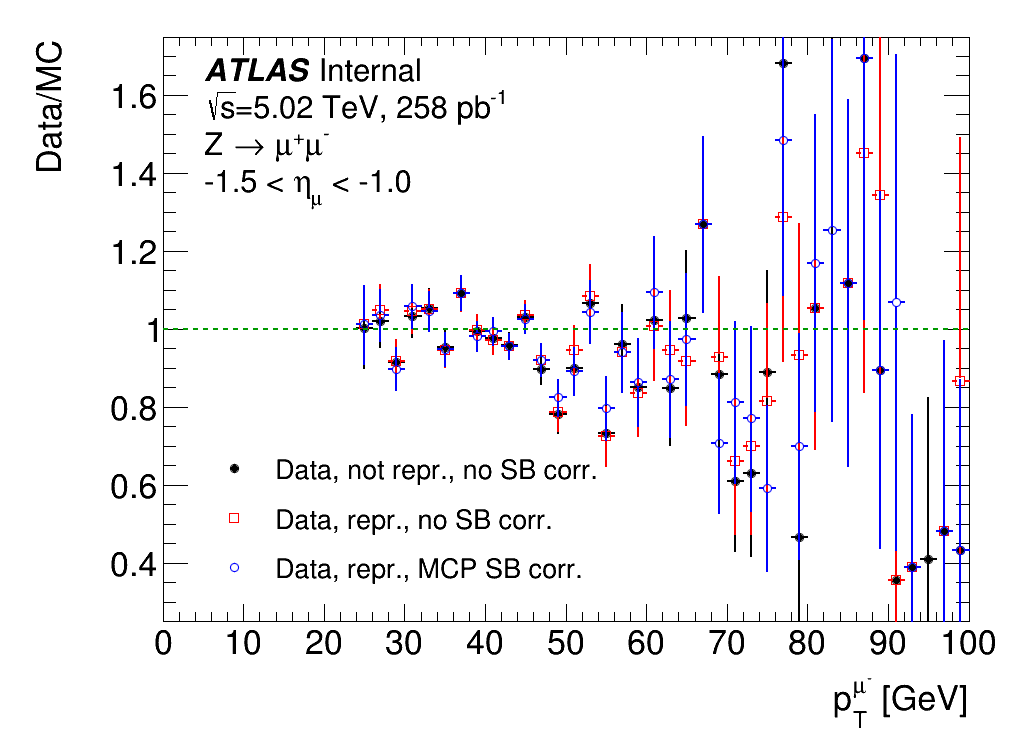 Data/MC
ATLAS Internal
√s=5.02 TeV, 258 pb⁻¹
Z → μ⁺μ⁻
-1.5 < ημ < -1.0
1.6
1.4
1.2
1
0.8
0.6
0.4
Data, not repr., no SB corr.
Data, repr., no SB corr.
Data, repr., MCP SB corr.
0 10 20 30 40 50 60 70 80 90 100
p_T^μ⁻ [GeV]